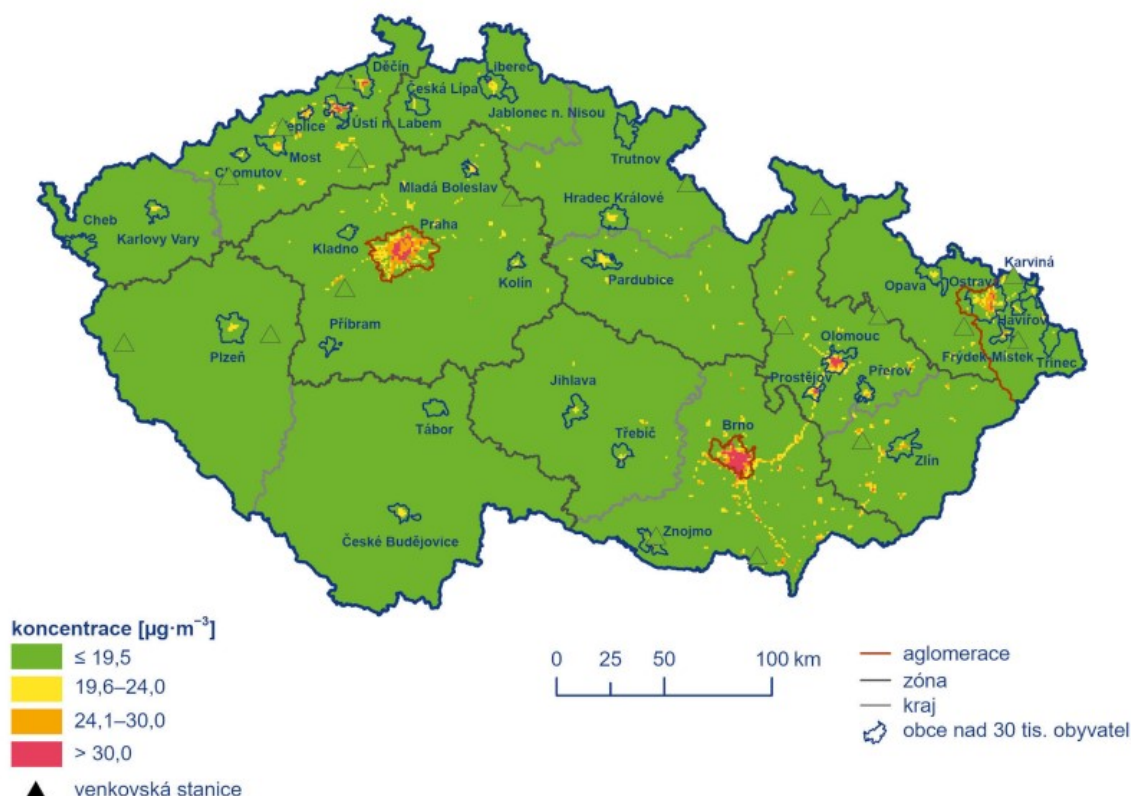 Děčín
Liberec
Česká Lípa
Jablonec n. Nisou
eplice
Ústí n. Labem
Most
Chomutov
Trutnov
Mladá Boleslav
Hradec Králové
Cheb
Karlovy Vary
Kladno
Praha
Kolín
Pardubice
Příbram
Plzeň
Karviná
Opava
Ostrava
Havířov
Frýdek-Místek
Třinec
Olomouc
Prostějov
Přerov
Jihlava
Tábor
Třebíč
Brno
Zlín
České Budějovice
Znojmo
koncentrace [µg·m⁻³]
≤ 19,5
19,6–24,0
24,1–30,0
> 30,0
venkovská stanice
0 25 50 100 km
aglomerace
zóna
kraj
obce nad 30 tis. obyvatel